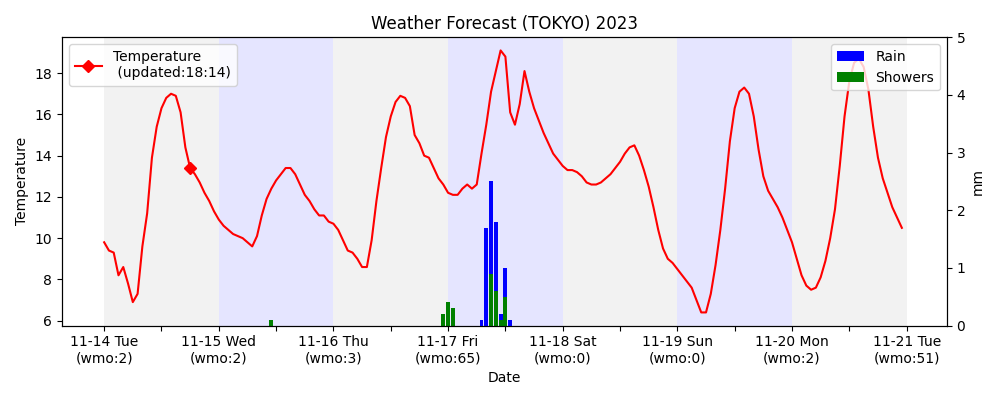 Weather Forecast (TOKYO) 2023
Temperature
(updated:18:14)
Rain
Showers
Temperature
18
16
14
12
10
8
6
5
4
3
2
1
0
mm
11-14 Tue
(wmo:2)
11-15 Wed
(wmo:2)
11-16 Thu
(wmo:3)
11-17 Fri
(wmo:65)
11-18 Sat
(wmo:0)
11-19 Sun
(wmo:0)
11-20 Mon
(wmo:2)
11-21 Tue
(wmo:51)
Date